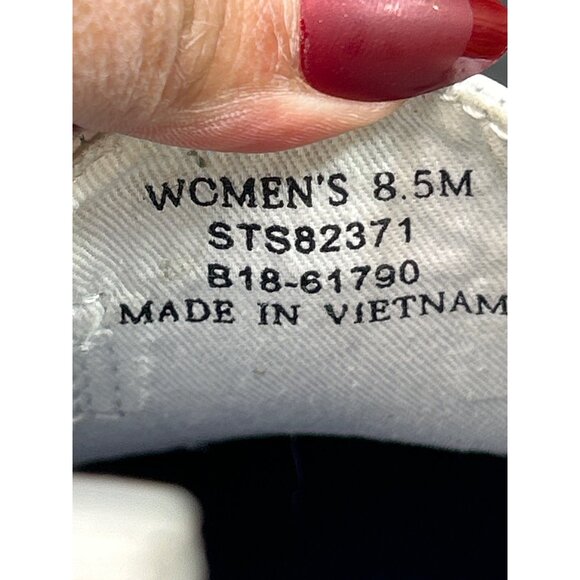 WOMEN'S 8.5M
STS82371
B18-61790
MADE IN VIETNAM